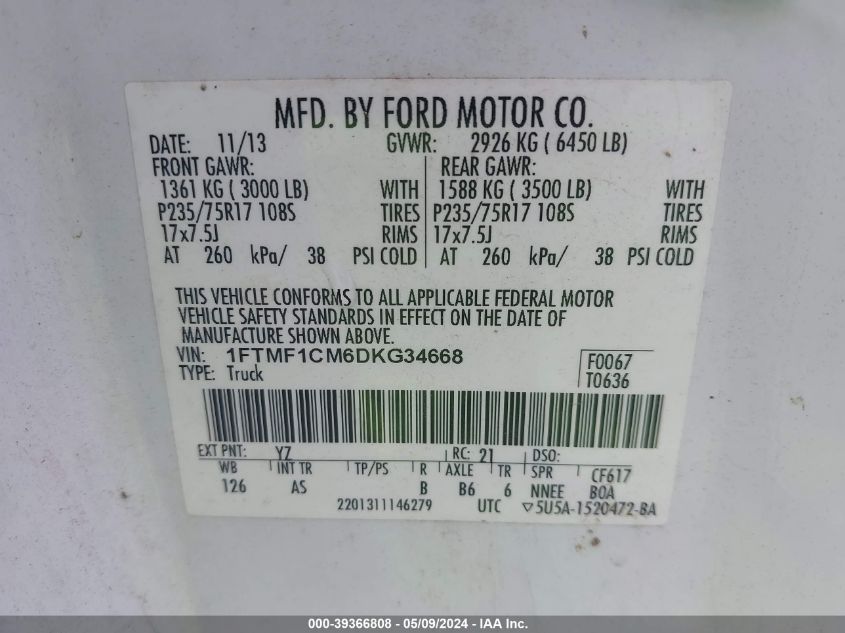 MFD. BY FORD MOTOR CO.
DATE: 11/13 GVWR: 2926 KG ( 6450 LB)
FRONT GAWR: REAR GAWR:
1361 KG ( 3000 LB) WITH 1588 KG ( 3500 LB) WITH
P235/75R17 108S TIRES P235/75R17 108S TIRES
17x7.5J RIMS 17x7.5J RIMS
AT 260 kPa/ 38 PSI COLD AT 260 kPa/ 38 PSI COLD
THIS VEHICLE CONFORMS TO ALL APPLICABLE FEDERAL MOTOR
VEHICLE SAFETY STANDARDS IN EFFECT ON THE DATE OF
MANUFACTURE SHOWN ABOVE.
VIN: 1FTMF1CM6DKG34668 F0067
TYPE: Truck T0636
EXT PNT: YZ RC: 21 DSO:
WB INT TR TP/PS R AXLE TR SPR CF617
126 AS B B6 6 NNEE BOA
2201311146279 UTC ▽5U5A-1520472-BA
000-39366808 - 05/09/2024 - IAA Inc.